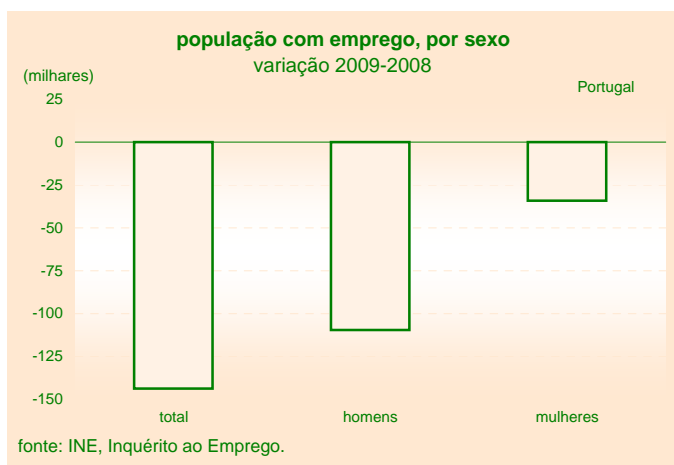 população com emprego, por sexo
variação 2009-2008
(milhares)
Portugal
25
0
-25
-50
-75
-100
-125
-150
total homens mulheres
fonte: INE, Inquérito ao Emprego.